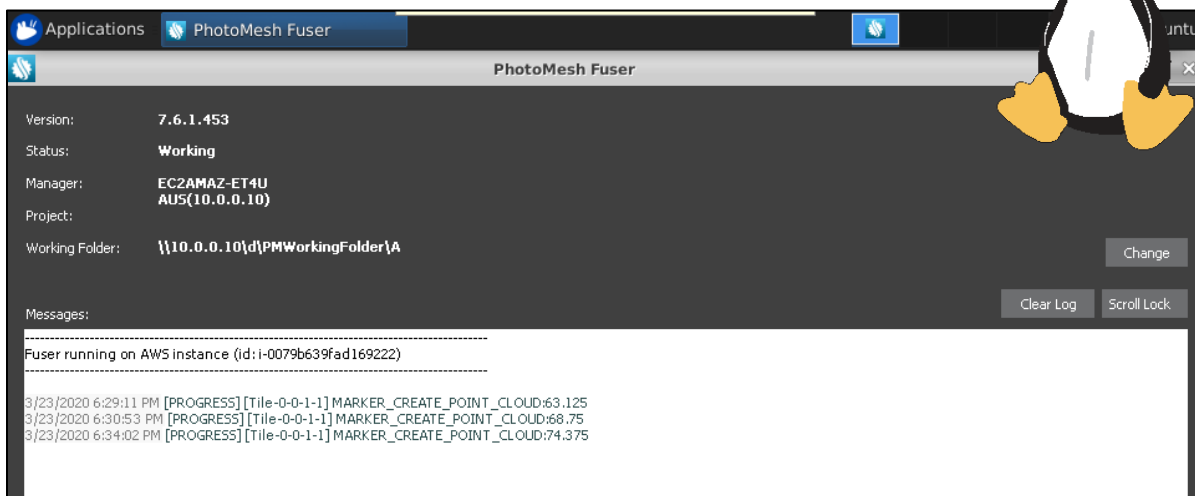 Applications PhotoMesh Fuser untu
PhotoMesh Fuser
Version: 7.6.1.453
Status: Working
Manager: EC2AMAZ-ET4U
AUS(10.0.0.10)
Project:
Working Folder: \\10.0.0.10\d\PMWorkingFolder\A
Change
Clear Log Scroll Lock
Messages:
Fuser running on AWS instance (id: i-0079b639fad169222)
3/23/2020 6:29:11 PM [PROGRESS] [Tile-0-0-1-1] MARKER_CREATE_POINT_CLOUD:63.125
3/23/2020 6:30:53 PM [PROGRESS] [Tile-0-0-1-1] MARKER_CREATE_POINT_CLOUD:68.75
3/23/2020 6:34:02 PM [PROGRESS] [Tile-0-0-1-1] MARKER_CREATE_POINT_CLOUD:74.375